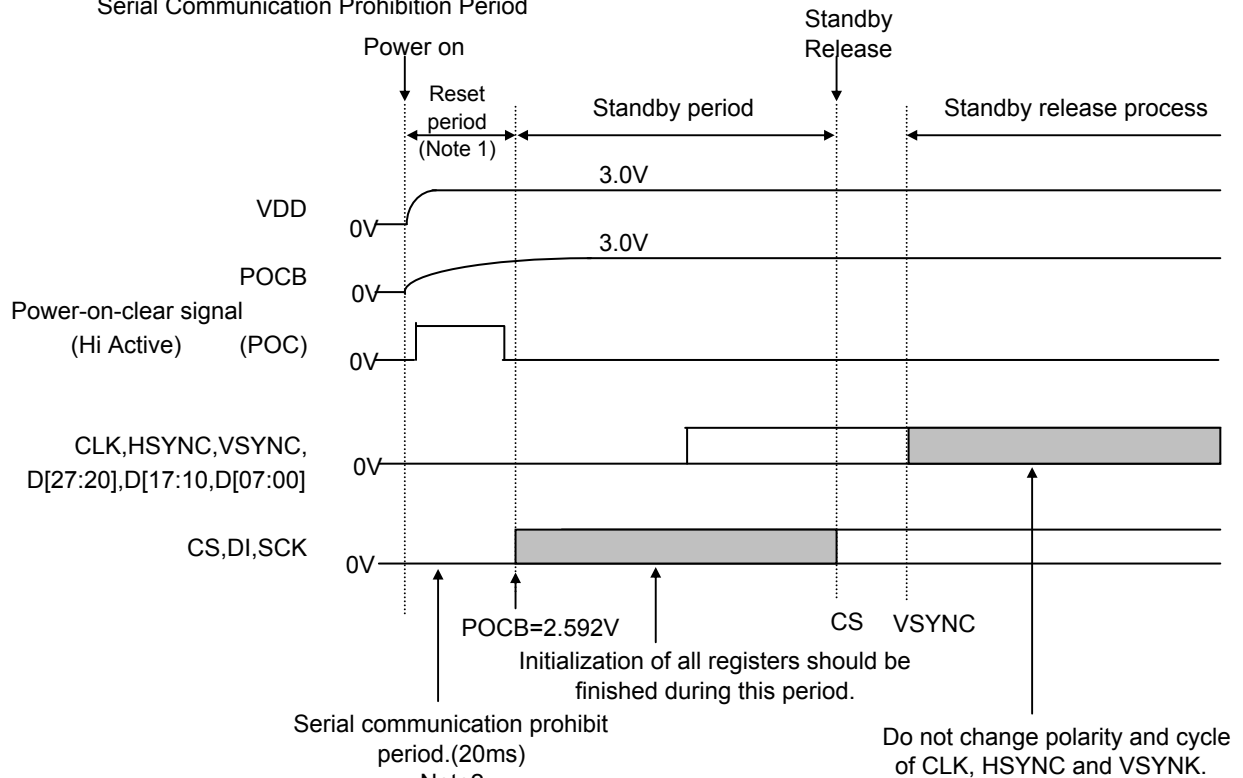 Serial Communication Prohibition Period
Power on
Standby
Release
Reset
period
(Note 1)
Standby period
Standby release process
VDD
0V
3.0V
POCB
0V
3.0V
Power-on-clear signal
(Hi Active) (POC)
0V
CLK,HSYNC,VSYNC,
D[27:20],D[17:10,D[07:00]
0V
CS,DI,SCK
0V
POCB=2.592V
CS
VSYNC
Initialization of all registers should be
finished during this period.
Serial communication prohibit
period.(20ms)
Do not change polarity and cycle
of CLK, HSYNC and VSYNK.